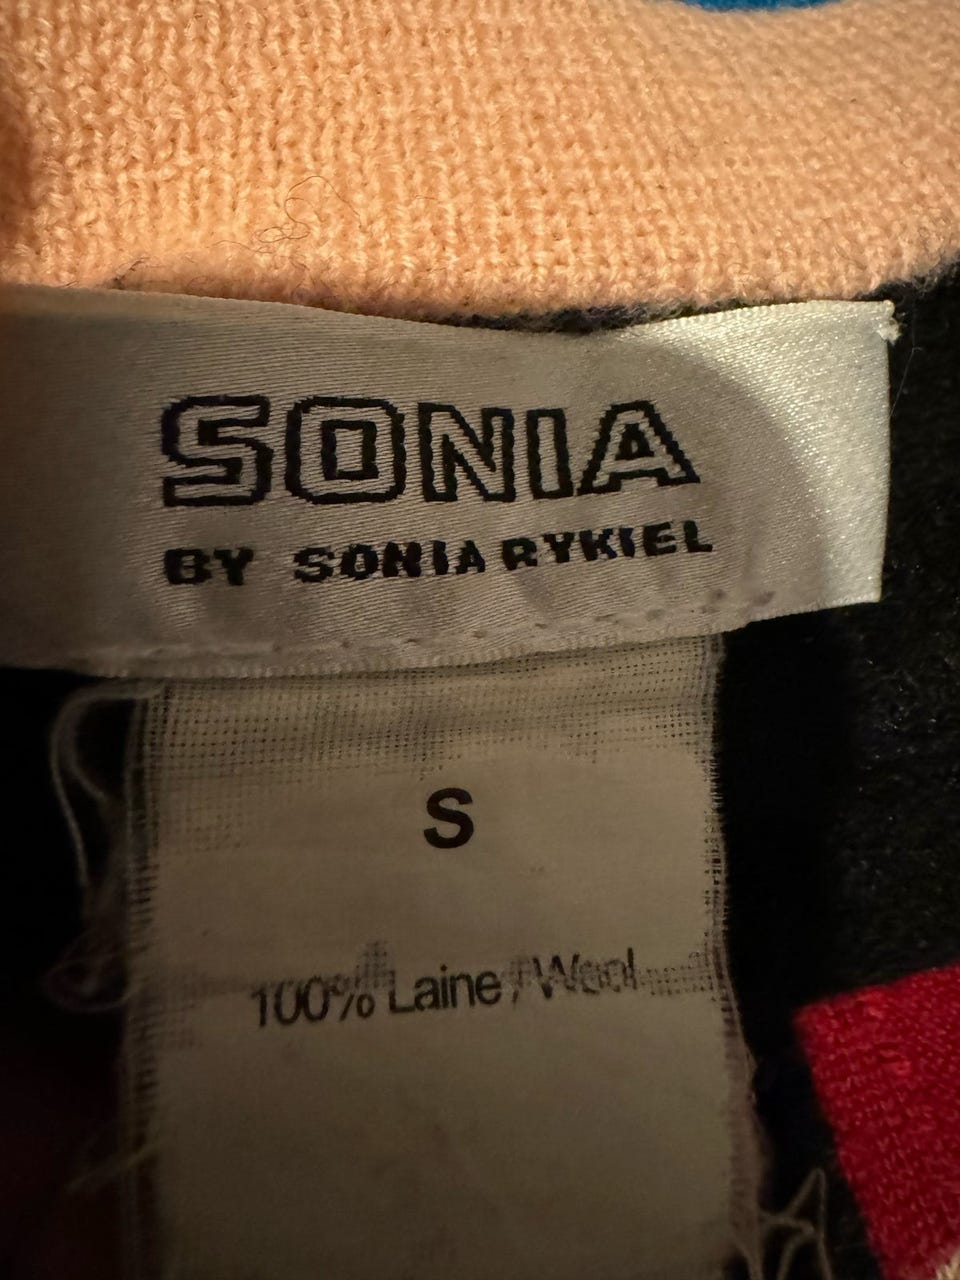 SONIA
BY SONIA RYKIEL
S
100% Laine / Wool